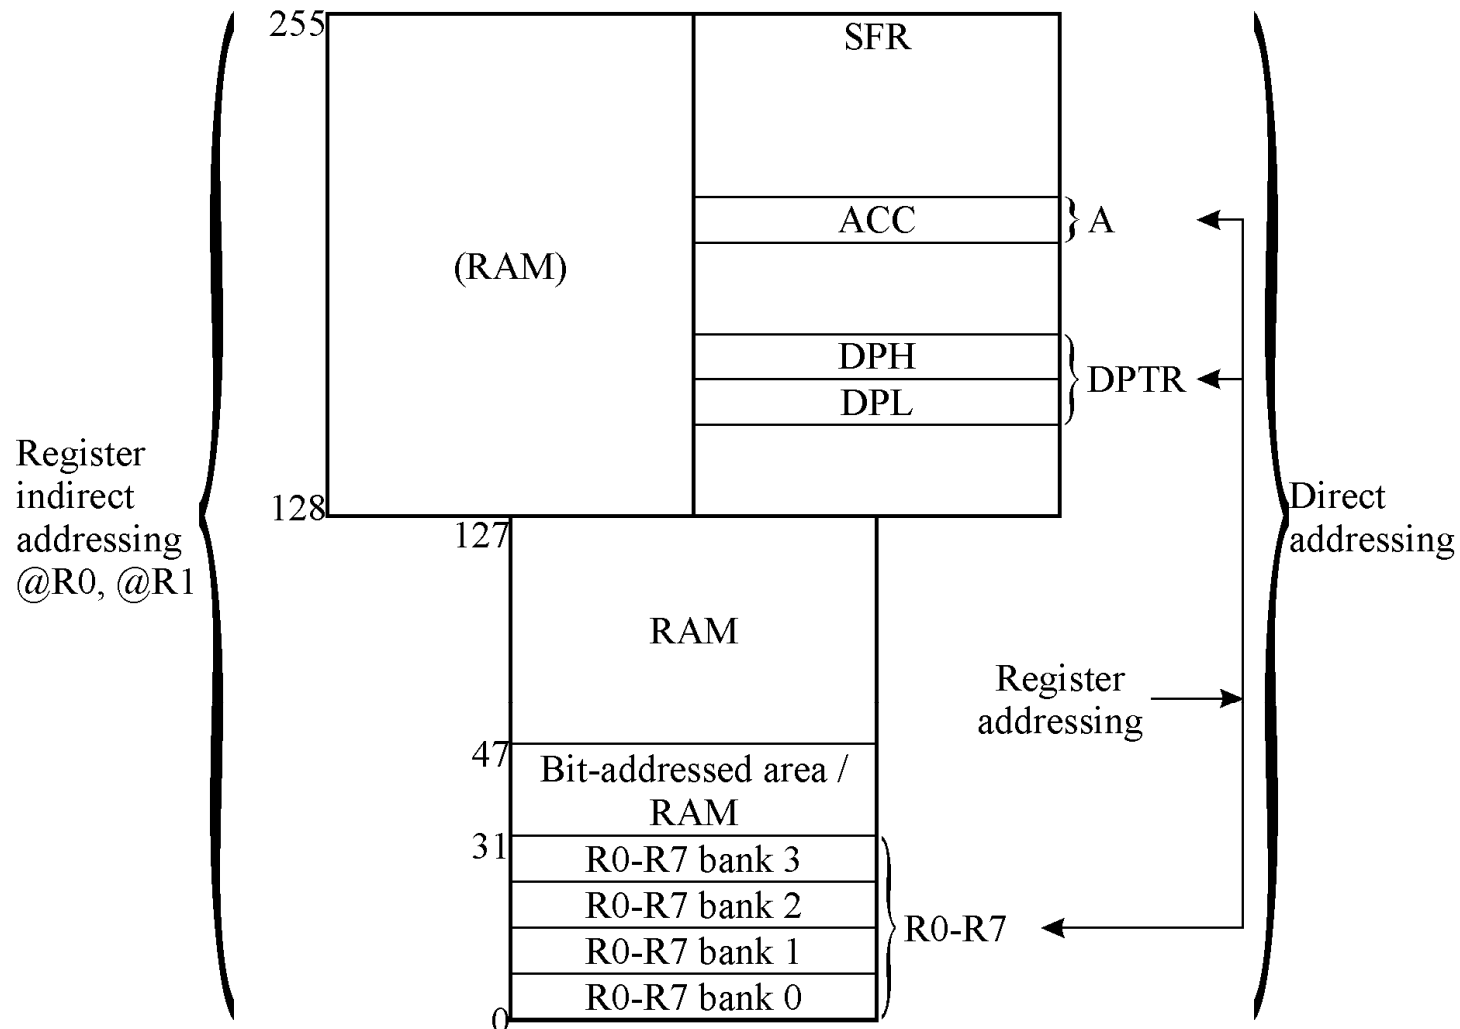 255
SFR
ACC
A
(RAM)
DPH
DPTR
DPL
Register
indirect
addressing
@R0, @R1
128
127
Direct
addressing
RAM
Register
addressing
47
Bit-addressed area /
RAM
31
R0-R7 bank 3
R0-R7 bank 2
R0-R7
R0-R7 bank 1
R0-R7 bank 0
0